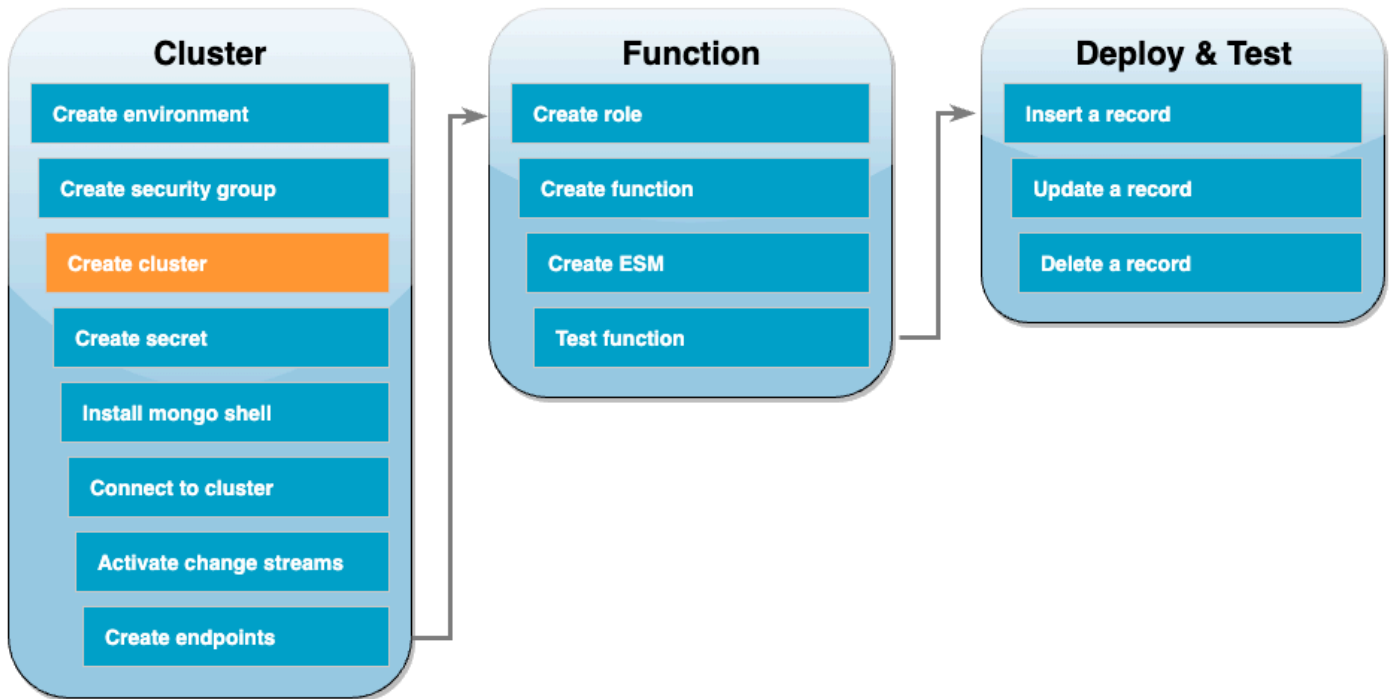 Cluster
Create environment
Create security group
Create cluster
Create secret
Install mongo shell
Connect to cluster
Activate change streams
Create endpoints
Function
Create role
Create function
Create ESM
Test function
Deploy & Test
Insert a record
Update a record
Delete a record